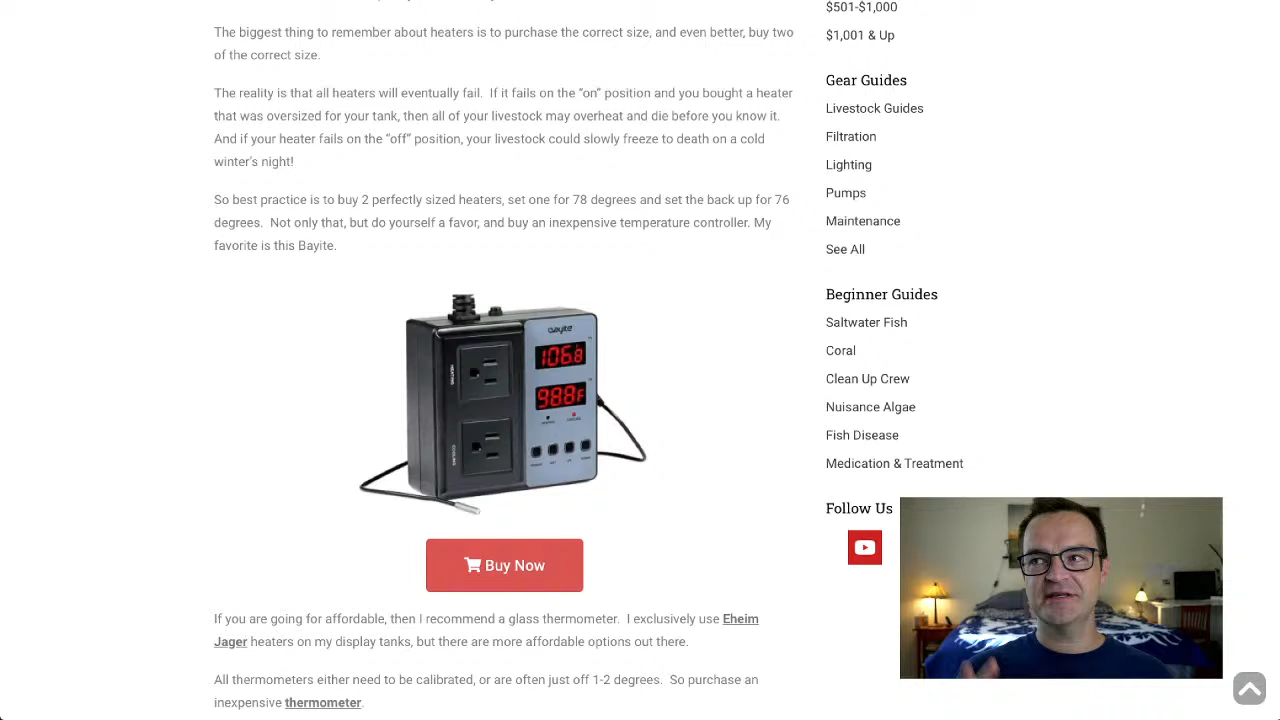 The biggest thing to remember about heaters is to purchase the correct size, and even better, buy two
of the correct size.
The reality is that all heaters will eventually fail.  If it fails on the “on” position and you bought a heater
that was oversized for your tank, then all of your livestock may overheat and die before you know it.
And if your heater fails on the “off” position, your livestock could slowly freeze to death on a cold
winter’s night!
So best practice is to buy 2 perfectly sized heaters, set one for 78 degrees and set the back up for 76
degrees.  Not only that, but do yourself a favor, and buy an inexpensive temperature controller. My
favorite is this Bayite.
bayite
106.8
988F
HEATING
COOLING
Buy Now
If you are going for affordable, then I recommend a glass thermometer.  I exclusively use Eheim
Jager heaters on my display tanks, but there are more affordable options out there.
All thermometers either need to be calibrated, or are often just off 1-2 degrees.  So purchase an
inexpensive thermometer.
$501-$1,000
$1,001 & Up
Gear Guides
Livestock Guides
Filtration
Lighting
Pumps
Maintenance
See All
Beginner Guides
Saltwater Fish
Coral
Clean Up Crew
Nuisance Algae
Fish Disease
Medication & Treatment
Follow Us